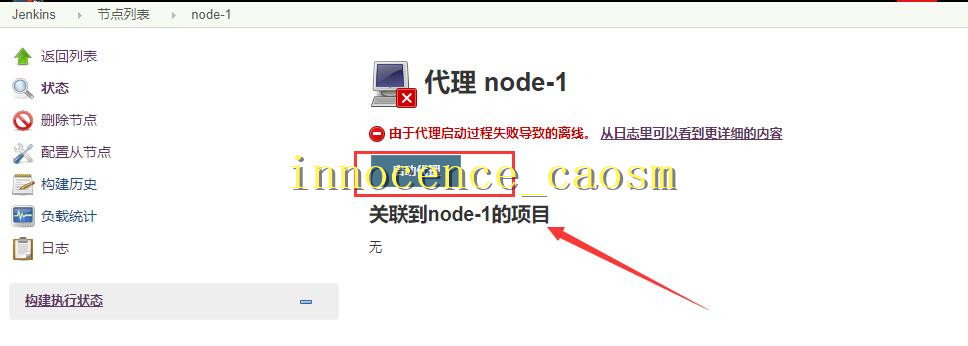 Jenkins 节点列表 node-1
返回列表
状态
删除节点
配置从节点
构建历史
负载统计
日志
构建执行状态
代理 node-1
由于代理启动过程失败导致的离线。 从日志里可以看到更详细的内容
启动代理
innocence_caosm
关联到node-1的项目
无